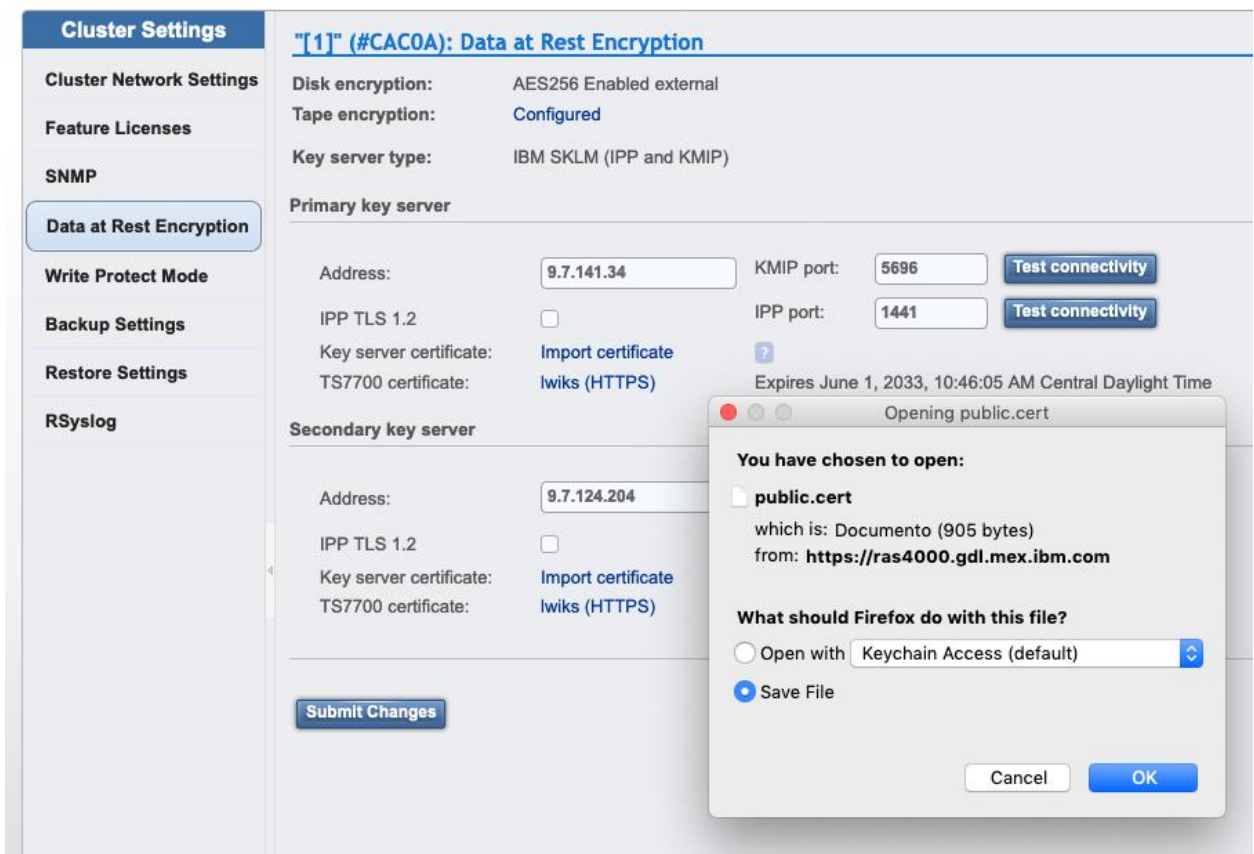 Cluster Settings
Cluster Network Settings
Feature Licenses
SNMP
Data at Rest Encryption
Write Protect Mode
Backup Settings
Restore Settings
RSyslog
"[1]" (#CAC0A): Data at Rest Encryption
Disk encryption: AES256 Enabled external
Tape encryption: Configured
Key server type: IBM SKLM (IPP and KMIP)
Primary key server
Address: 9.7.141.34 KMIP port: 5696 Test connectivity
IPP TLS 1.2 IPP port: 1441 Test connectivity
Key server certificate: Import certificate ?
TS7700 certificate: lwiks (HTTPS) Expires June 1, 2033, 10:46:05 AM Central Daylight Time
Secondary key server
Address: 9.7.124.204
IPP TLS 1.2
Key server certificate: Import certificate
TS7700 certificate: lwiks (HTTPS)
Submit Changes
Opening public.cert
You have chosen to open:
public.cert
which is: Documento (905 bytes)
from: https://ras4000.gdl.mex.ibm.com
What should Firefox do with this file?
Open with Keychain Access (default)
Save File
Cancel OK